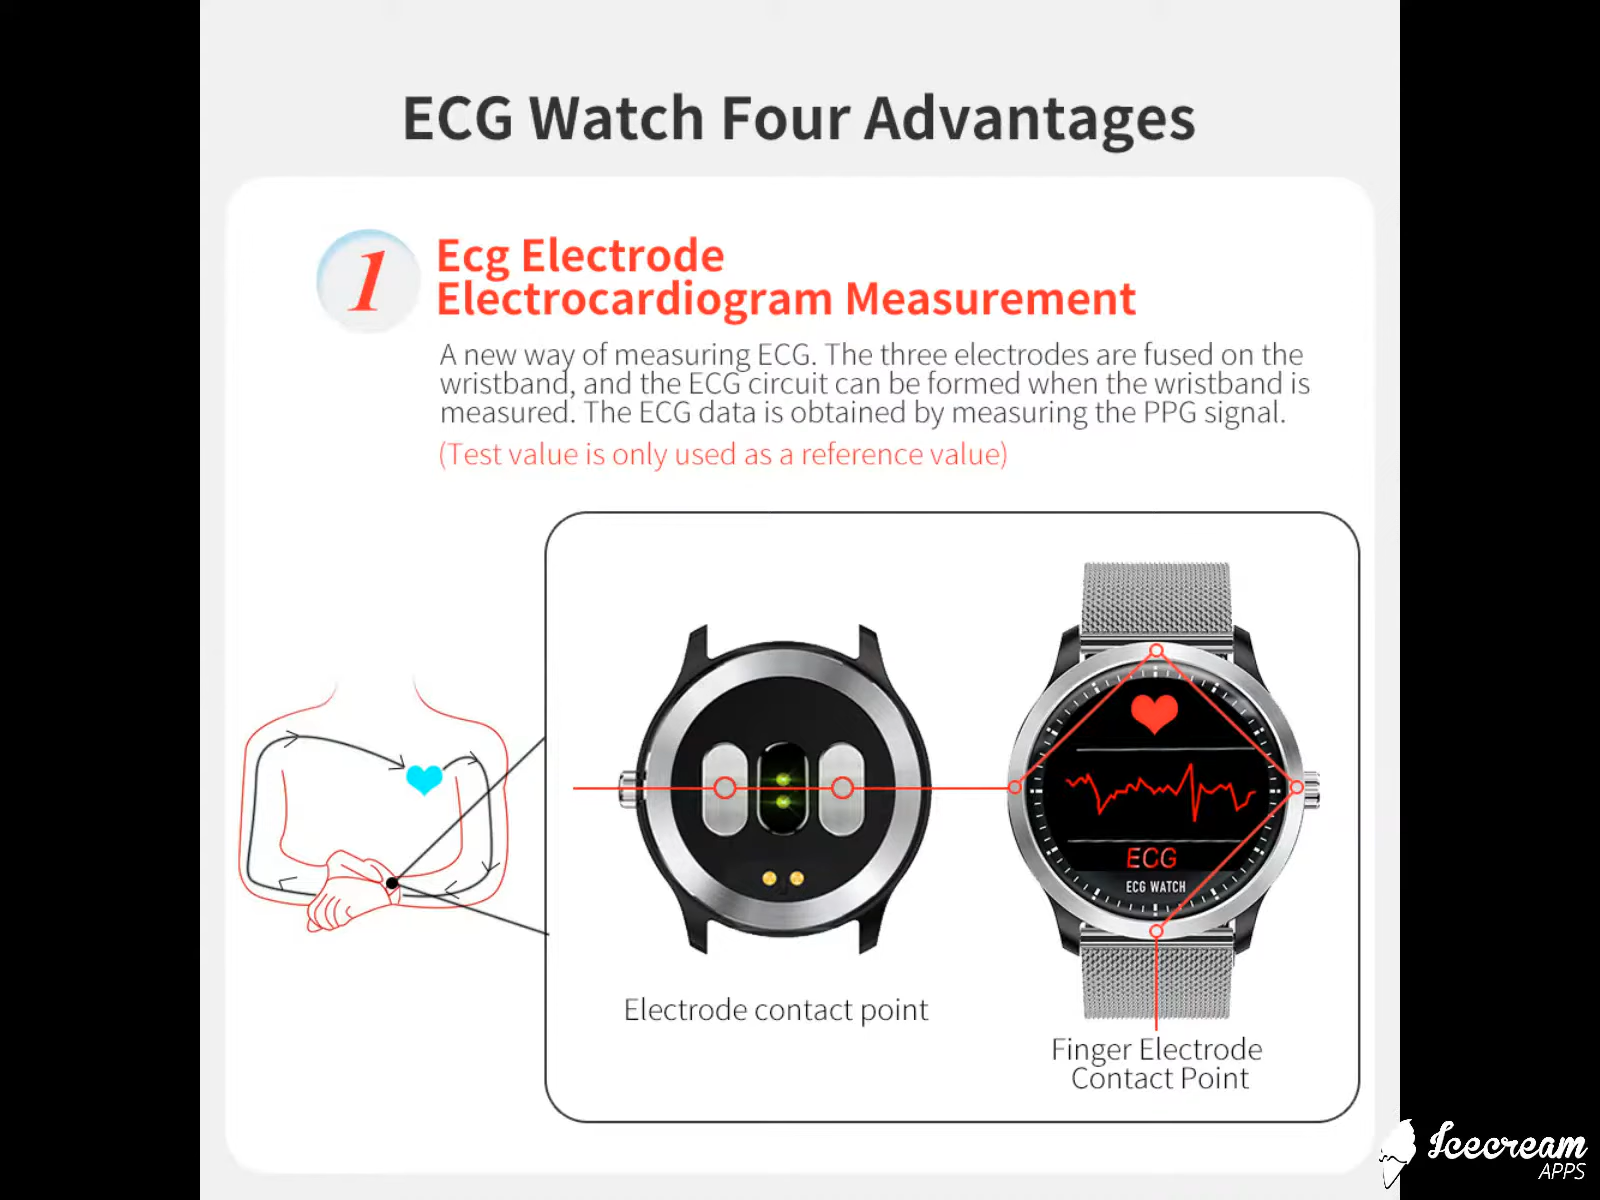 ECG Watch Four Advantages
1
Ecg Electrode
Electrocardiogram Measurement
A new way of measuring ECG. The three electrodes are fused on the
wristband, and the ECG circuit can be formed when the wristband is
measured. The ECG data is obtained by measuring the PPG signal.
(Test value is only used as a reference value)
ECG
ECG WATCH
Electrode contact point
Finger Electrode
Contact Point
Icecream
APPS